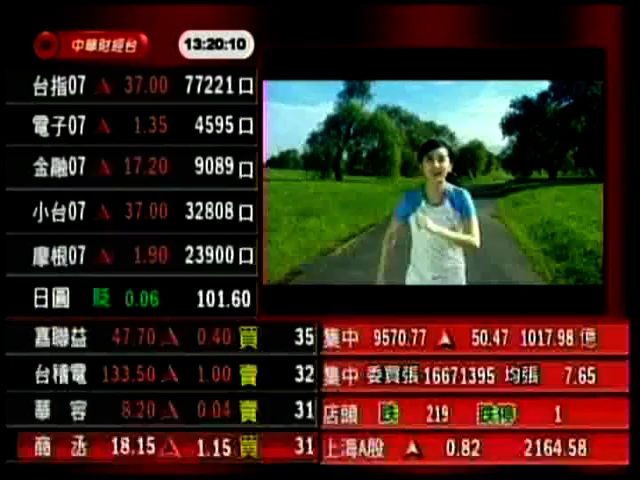 中華財經台 13:20:10
台指07 37.00 77221口
電子07 1.35 4595口
金融07 17.20 9089口
小台07 37.00 32808口
摩根07 1.90 23900口
日圓 貶 0.06 101.60
嘉聯益 47.70 0.40 買 35
台積電 133.50 1.00 賣 32
華容 8.20 0.04 賣 31
商丞 18.15 1.15 買 31
集中 9570.77 50.47 1017.98億
集中 委買張 16671395 均張 7.65
店頭 跌 219 跌停 1
上海A股 0.82 2164.58